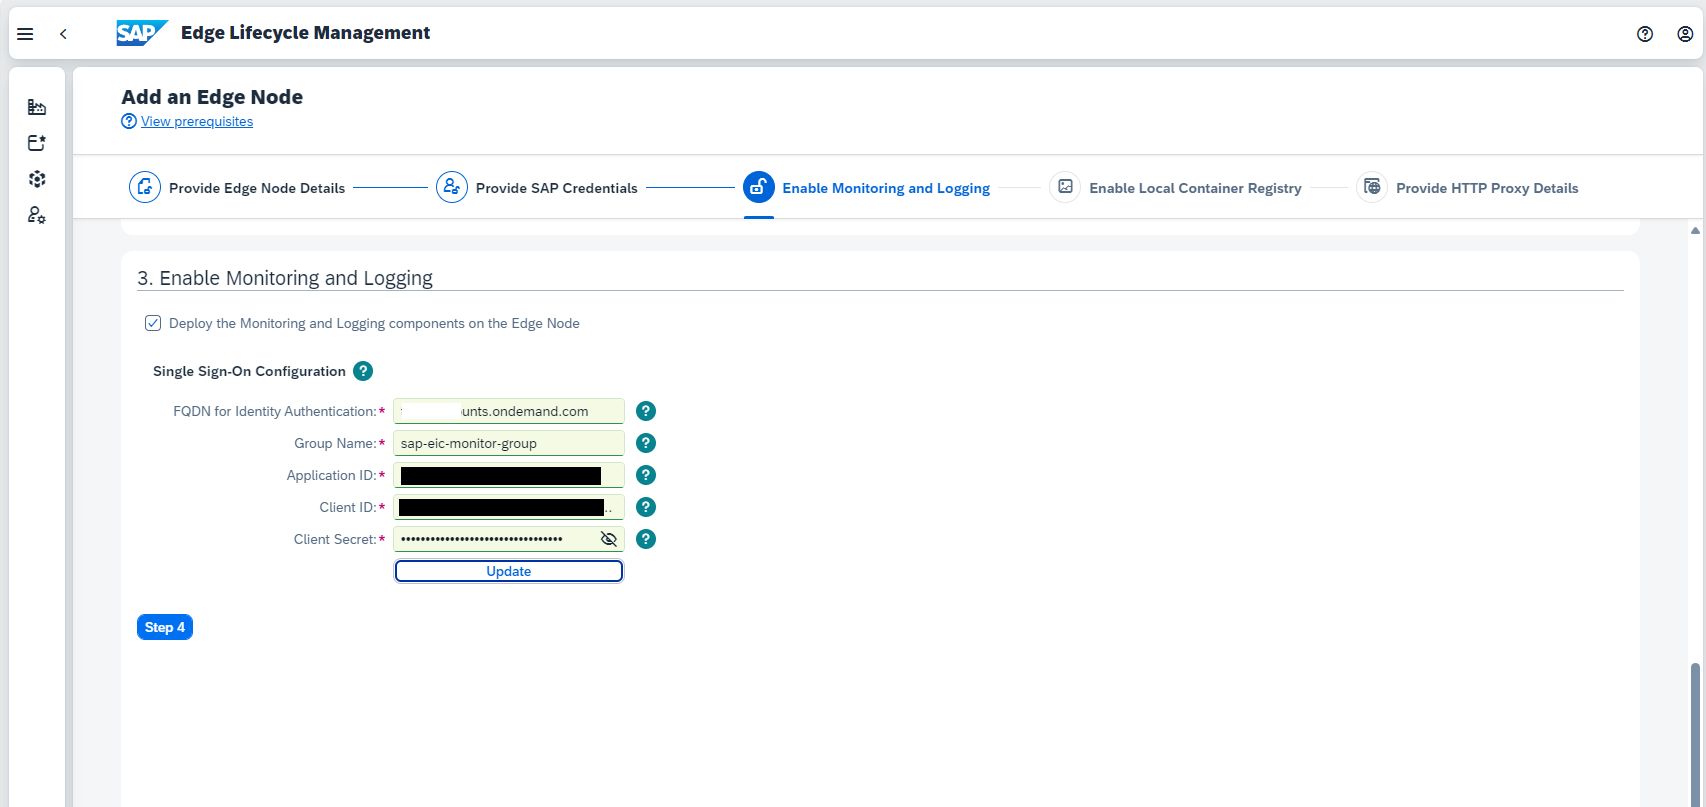 SAP Edge Lifecycle Management
Add an Edge Node
View prerequisites
Provide Edge Node Details
Provide SAP Credentials
Enable Monitoring and Logging
Enable Local Container Registry
Provide HTTP Proxy Details
3. Enable Monitoring and Logging
Deploy the Monitoring and Logging components on the Edge Node
Single Sign-On Configuration ?
FQDN for Identity Authentication:* unts.ondemand.com ?
Group Name:* sap-eic-monitor-group ?
Application ID:* ?
Client ID:* .. ?
Client Secret:* ?
Update
Step 4